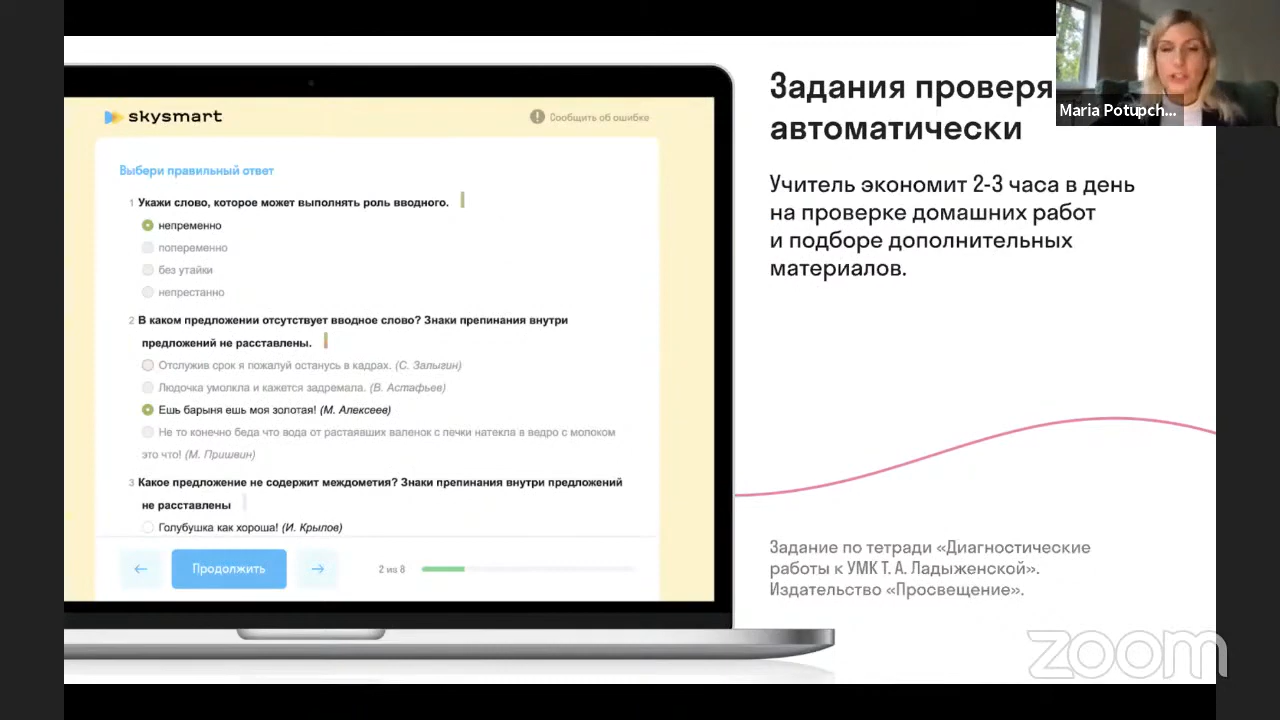 skysmart
Сообщить об ошибке
Выбери правильный ответ
1 Укажи слово, которое может выполнять роль вводного.
непременно
попеременно
без утайки
непрестанно
2 В каком предложении отсутствует вводное слово? Знаки препинания внутри
предложений не расставлены.
Отслужив срок я пожалуй останусь в кадрах. (С. Залыгин)
Людочка умолкла и кажется задремала. (В. Астафьев)
Ешь барыня ешь моя золотая! (М. Алексеев)
Не то конечно беда что вода от растаявших валенок с печки натекла в ведро с молоком
это что! (М. Пришвин)
3 Какое предложение не содержит междометия? Знаки препинания внутри предложений
не расставлены
Голубушка как хороша! (И. Крылов)
←
Продолжить
→
2 из 8
Задания проверя
автоматически
Учитель экономит 2-3 часа в день
на проверке домашних работ
и подборе дополнительных
материалов.
Задание по тетради «Диагностические
работы к УМК Т. А. Ладыженской».
Издательство «Просвещение».
Maria Potupch...
zoom